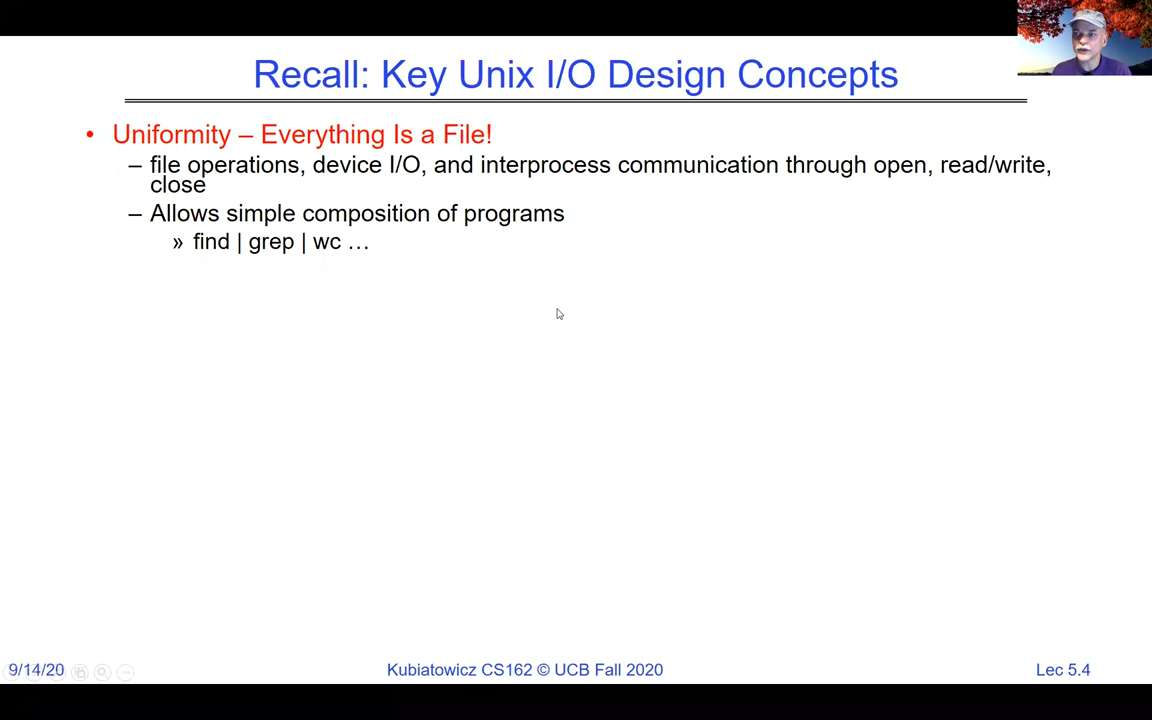 Recall: Key Unix I/O Design Concepts
• Uniformity – Everything Is a File!
– file operations, device I/O, and interprocess communication through open, read/write,
close
– Allows simple composition of programs
» find | grep | wc …
9/14/20
Kubiatowicz CS162 © UCB Fall 2020
Lec 5.4